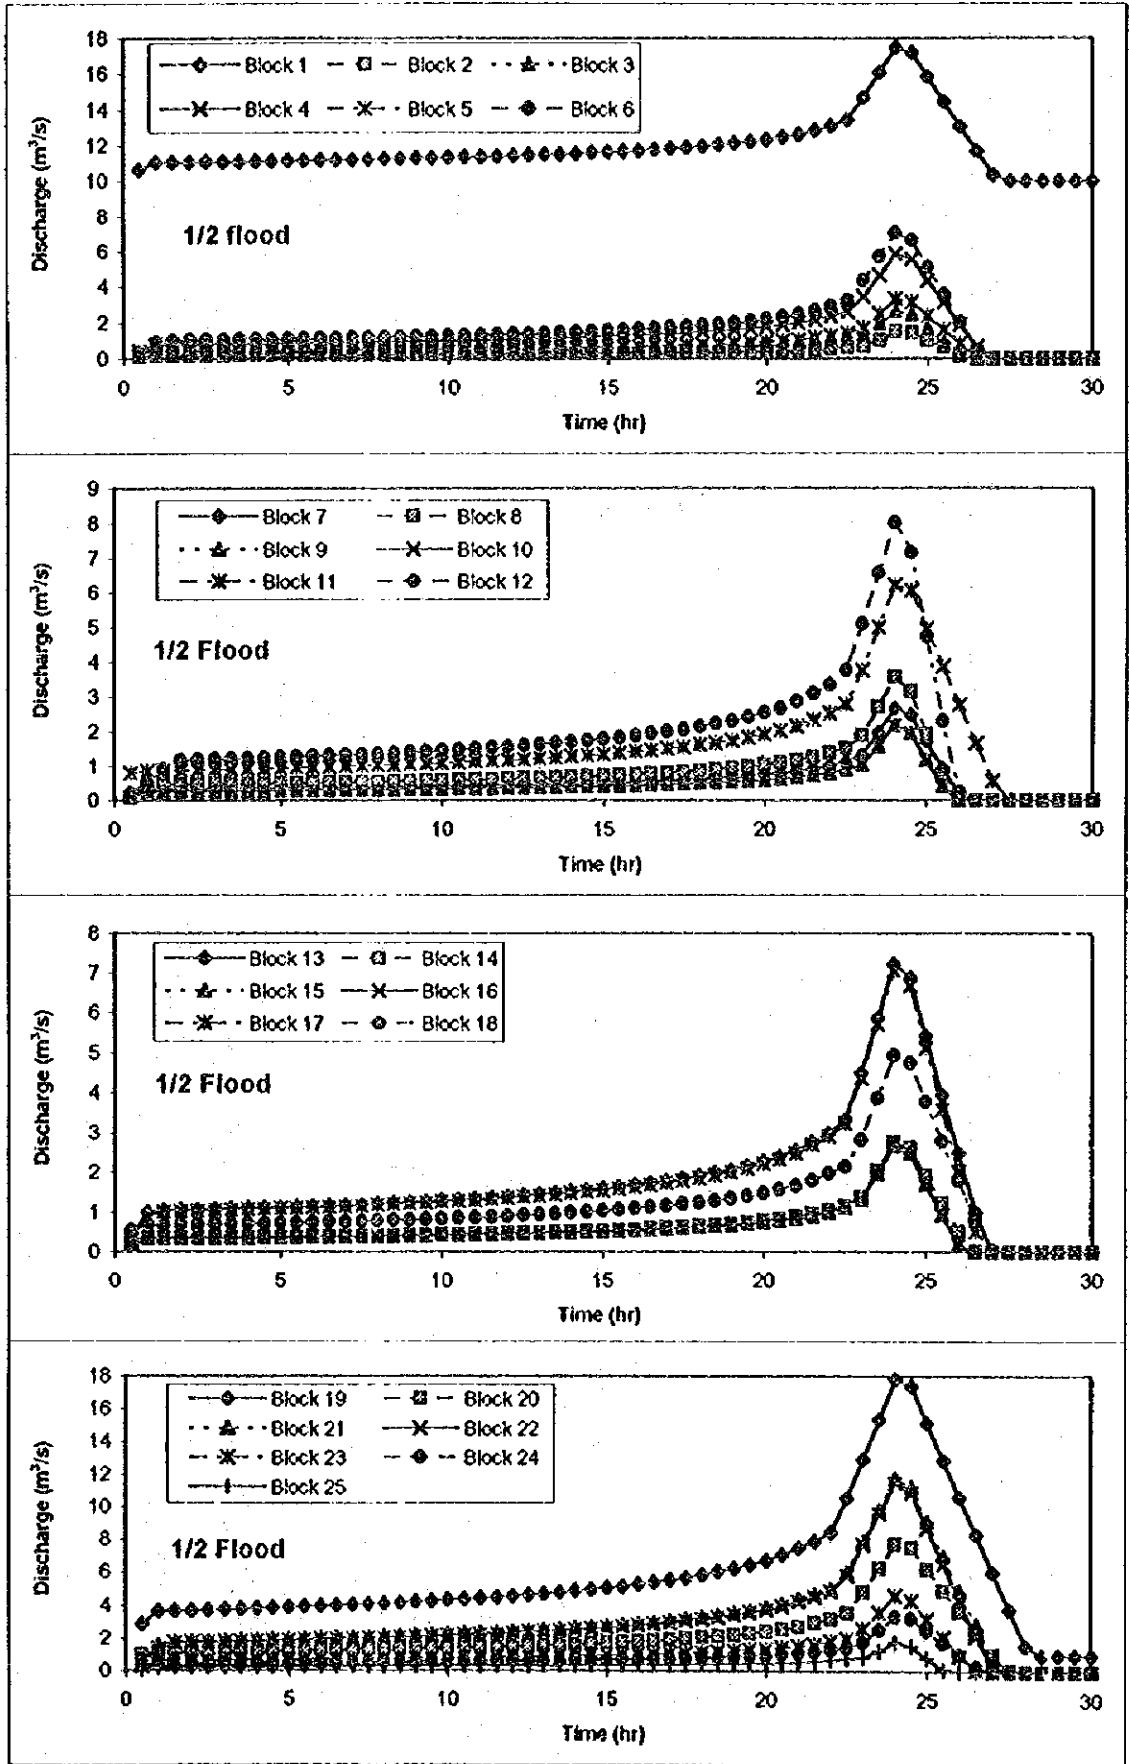 18
16
14
12
10
8
6
4
2
0
Discharge (m³/s)
Block 1 Block 2 Block 3
Block 4 Block 5 Block 6
1/2 flood
0 5 10 15 20 25 30
Time (hr)
9
8
7
6
5
4
3
2
1
0
Discharge (m³/s)
Block 7 Block 8
Block 9 Block 10
Block 11 Block 12
1/2 Flood
0 5 10 15 20 25 30
Time (hr)
8
7
6
5
4
3
2
1
0
Discharge (m³/s)
Block 13 Block 14
Block 15 Block 16
Block 17 Block 18
1/2 Flood
0 5 10 15 20 25 30
Time (hr)
18
16
14
12
10
8
6
4
2
0
Discharge (m³/s)
Block 19 Block 20
Block 21 Block 22
Block 23 Block 24
Block 25
1/2 Flood
0 5 10 15 20 25 30
Time (hr)